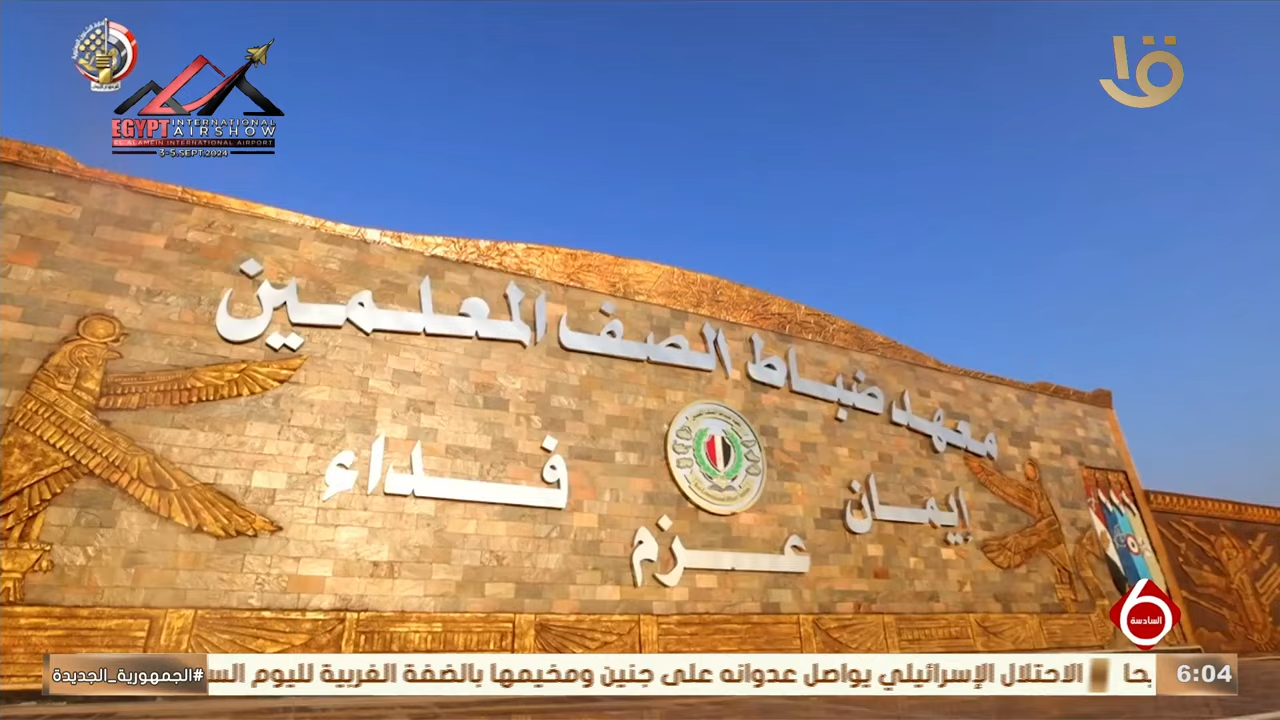 EGYPT INTERNATIONAL AIRSHOW
EL ALAMEIN INTERNATIONAL AIRPORT
3-5 SEPT 2024
معهد ضباط الصف المعلمين
إيمان
عزم
فداء
السادسة
6:04
الاحتلال الإسرائيلي يواصل عدوانه على جنين ومخيمها بالضفة الغربية لليوم
#الجمهورية_الجديدة